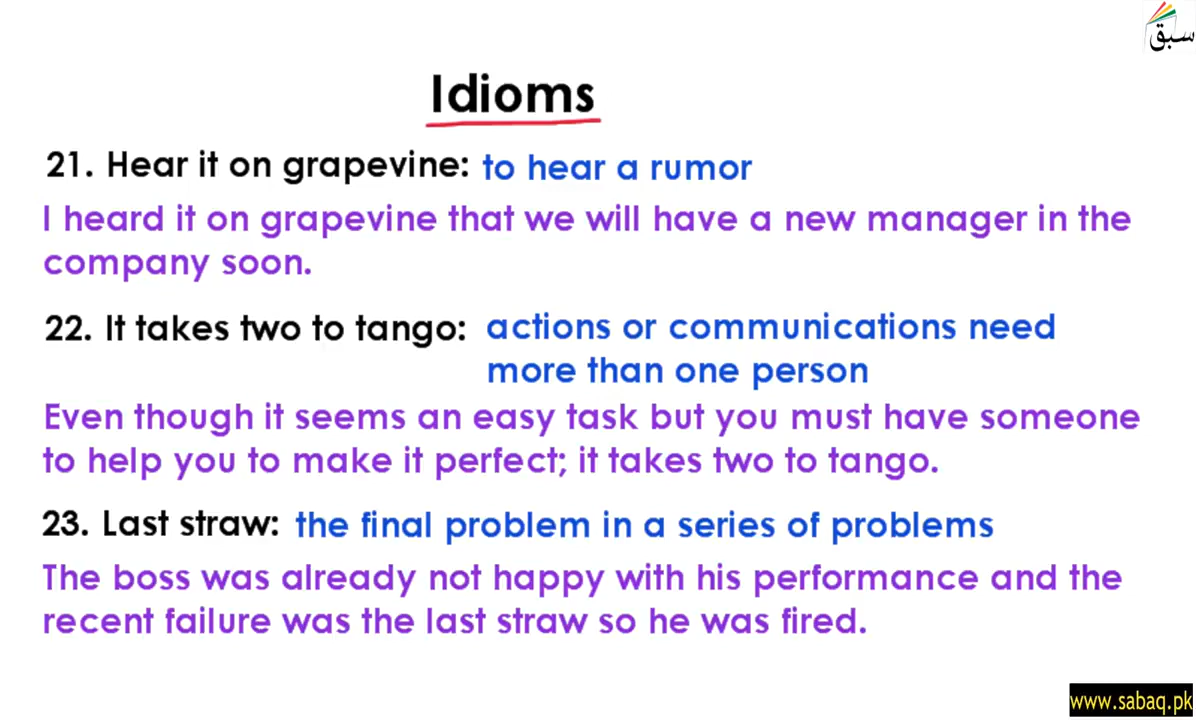 سبق
Idioms
21. Hear it on grapevine: to hear a rumor
I heard it on grapevine that we will have a new manager in the
company soon.
22. It takes two to tango: actions or communications need
more than one person
Even though it seems an easy task but you must have someone
to help you to make it perfect; it takes two to tango.
23. Last straw: the final problem in a series of problems
The boss was already not happy with his performance and the
recent failure was the last straw so he was fired.
www.sabaq.pk